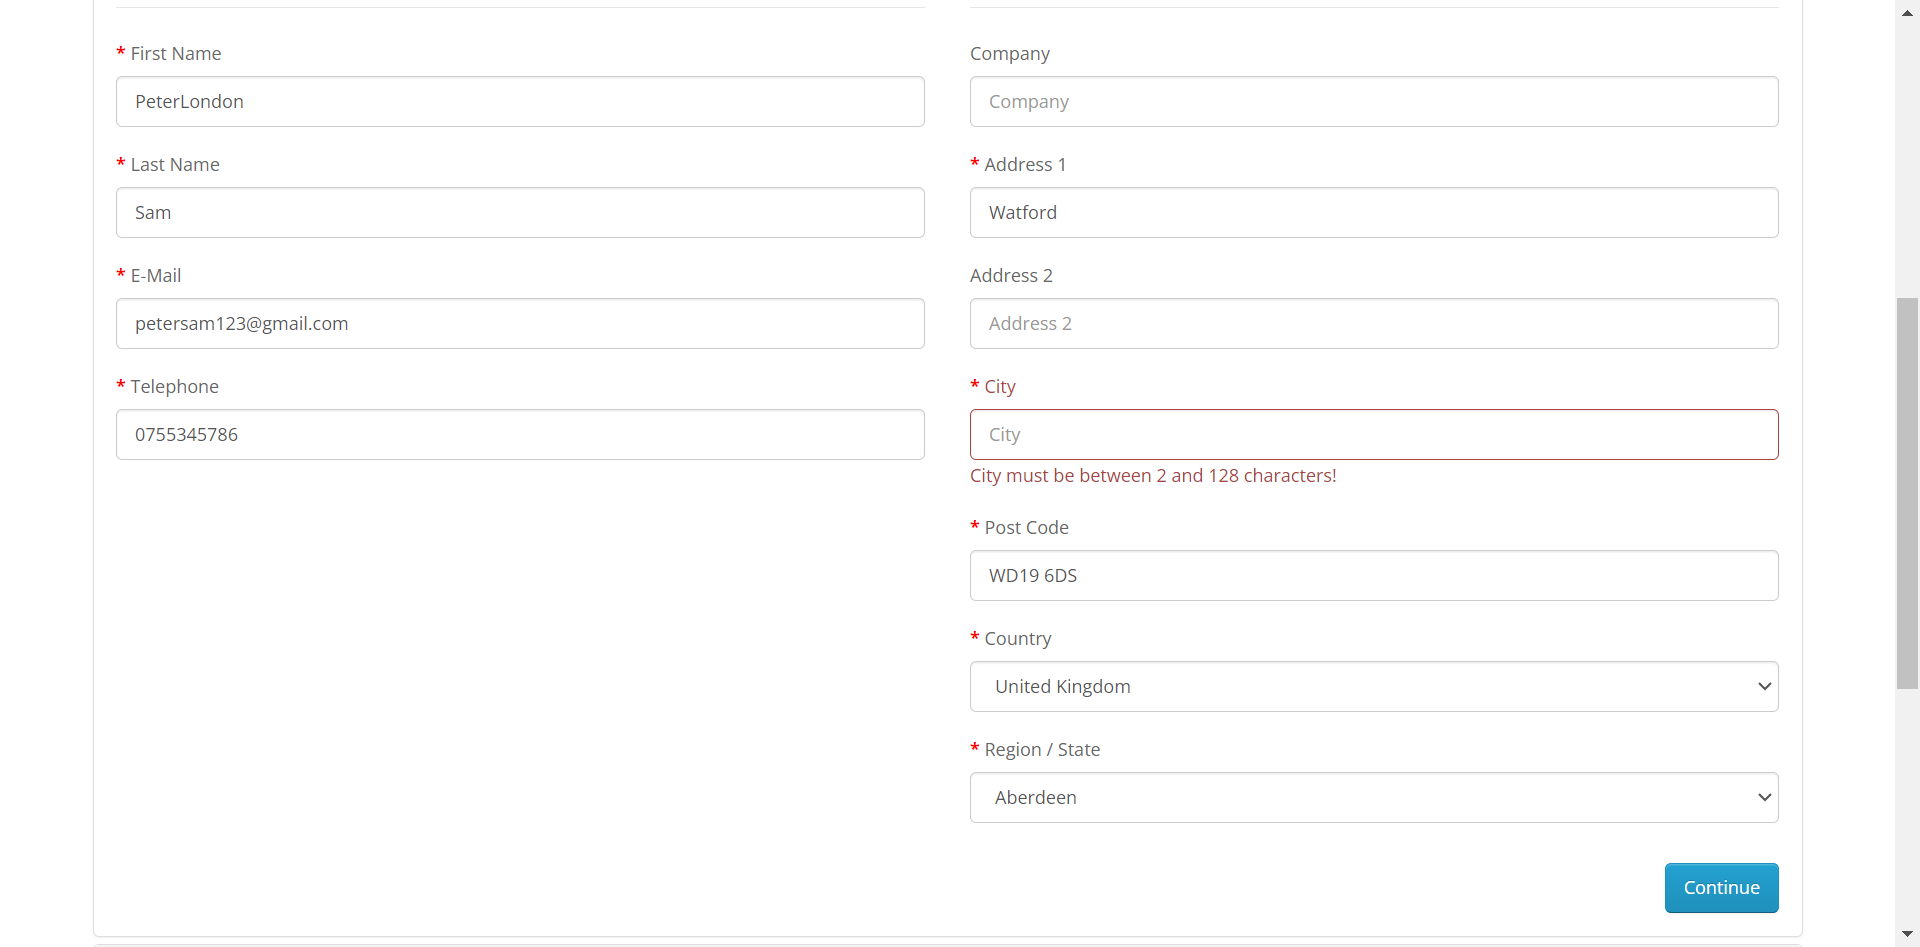 * First Name
PeterLondon
* Last Name
Sam
* E-Mail
petersam123@gmail.com
* Telephone
0755345786
Company
Company
* Address 1
Watford
Address 2
Address 2
* City
City
City must be between 2 and 128 characters!
* Post Code
WD19 6DS
* Country
United Kingdom
* Region / State
Aberdeen
Continue